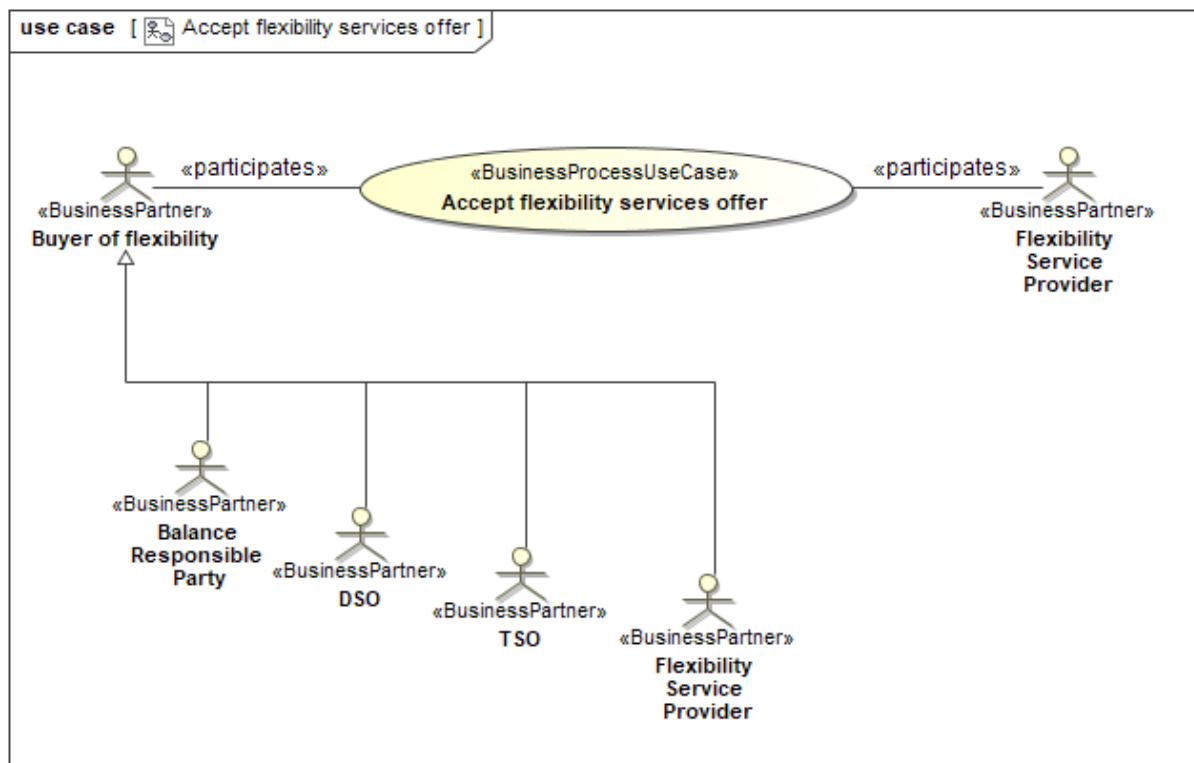 use case [ Accept flexibility services offer ]
«participates»
«BusinessProcessUseCase»
Accept flexibility services offer
«participates»
«BusinessPartner»
Buyer of flexibility
«BusinessPartner»
Flexibility
Service
Provider
«BusinessPartner»
Balance
Responsible
Party
«BusinessPartner»
DSO
«BusinessPartner»
TSO
«BusinessPartner»
Flexibility
Service
Provider